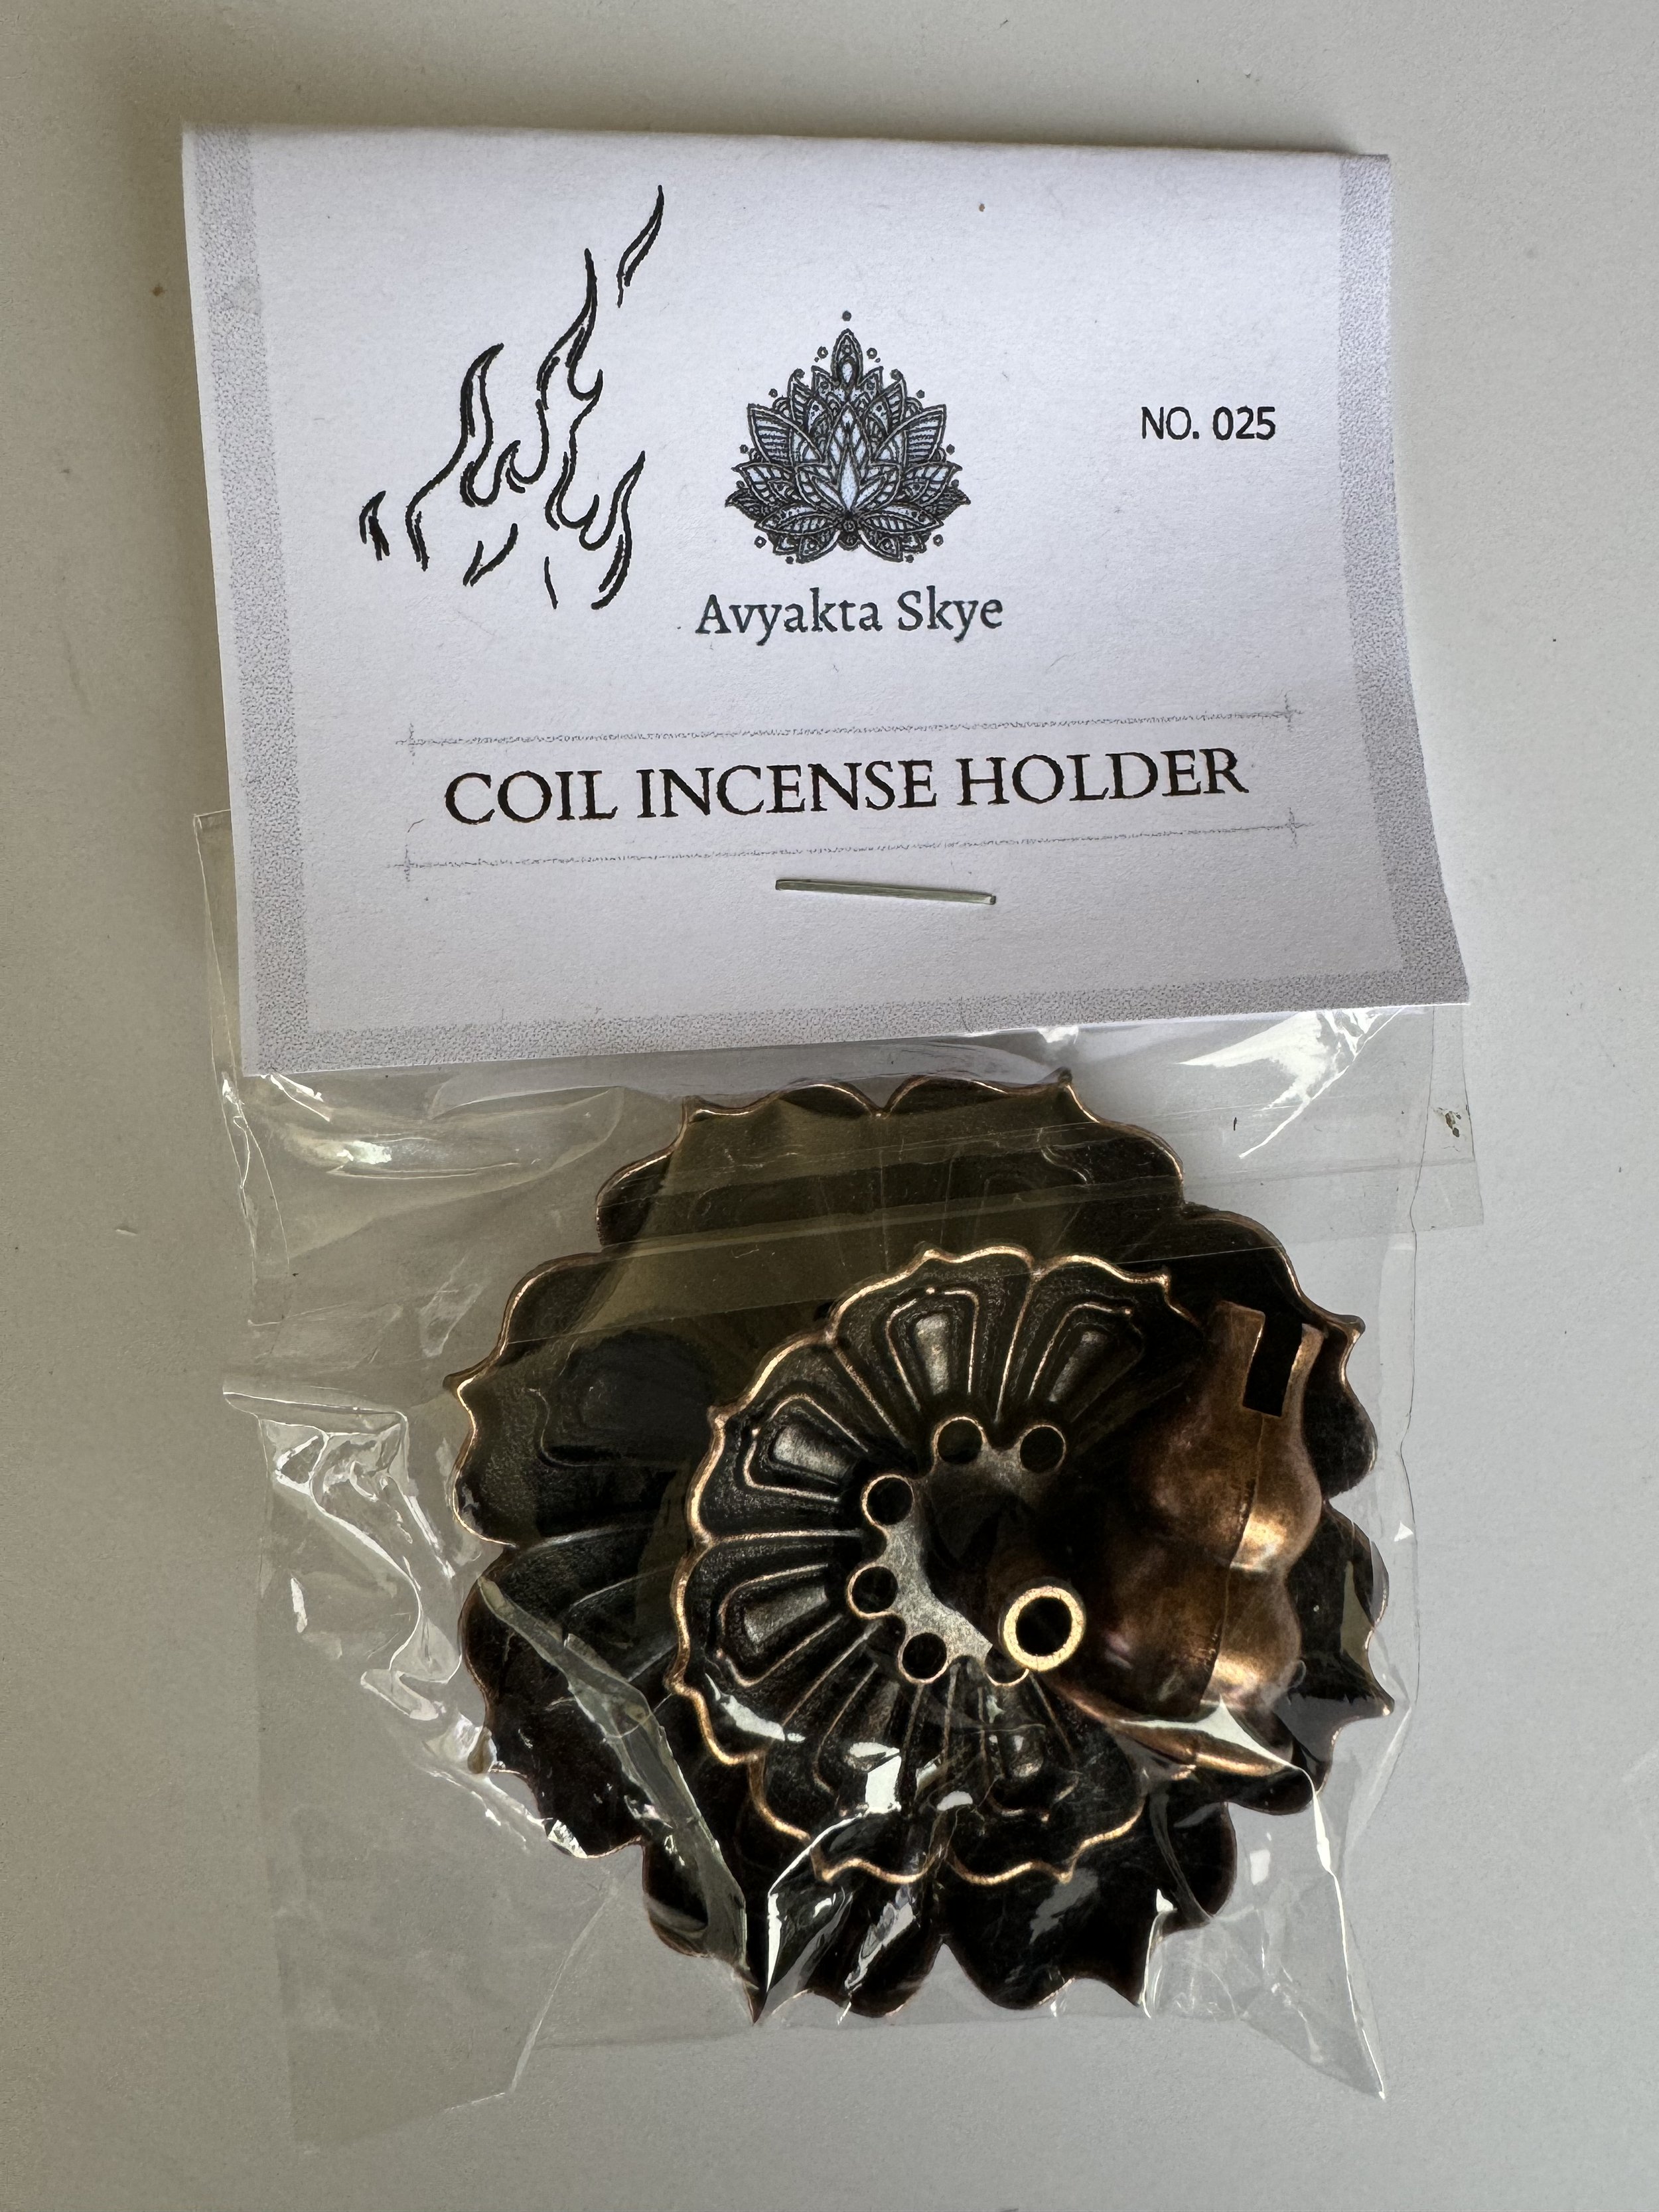 NO. 025
Avyakta Skye
COIL INCENSE HOLDER